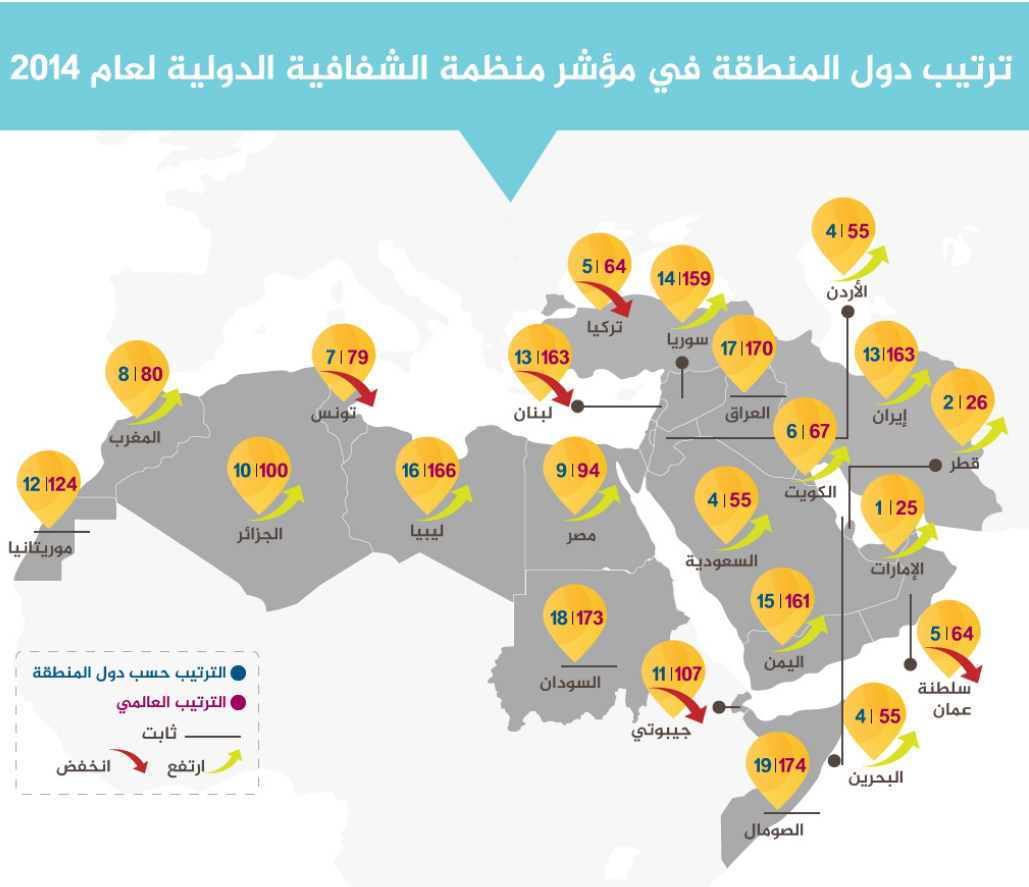 ترتيب دول المنطقة في مؤشر منظمة الشفافية الدولية لعام 2014
4|55
الأردن
5|64
تركيا
14|159
سوريا
17|170
العراق
13|163
لبنان
7|79
تونس
8|80
المغرب
13|163
إيران
2|26
قطر
6|67
الكويت
12|124
موريتانيا
10|100
الجزائر
16|166
ليبيا
9|94
مصر
4|55
السعودية
1|25
الإمارات
15|161
اليمن
18|173
السودان
11|107
جيبوتي
5|64
سلطنة
عمان
4|55
البحرين
19|174
الصومال
الترتيب حسب دول المنطقة
الترتيب العالمي
ثابت
ارتفع
انخفض